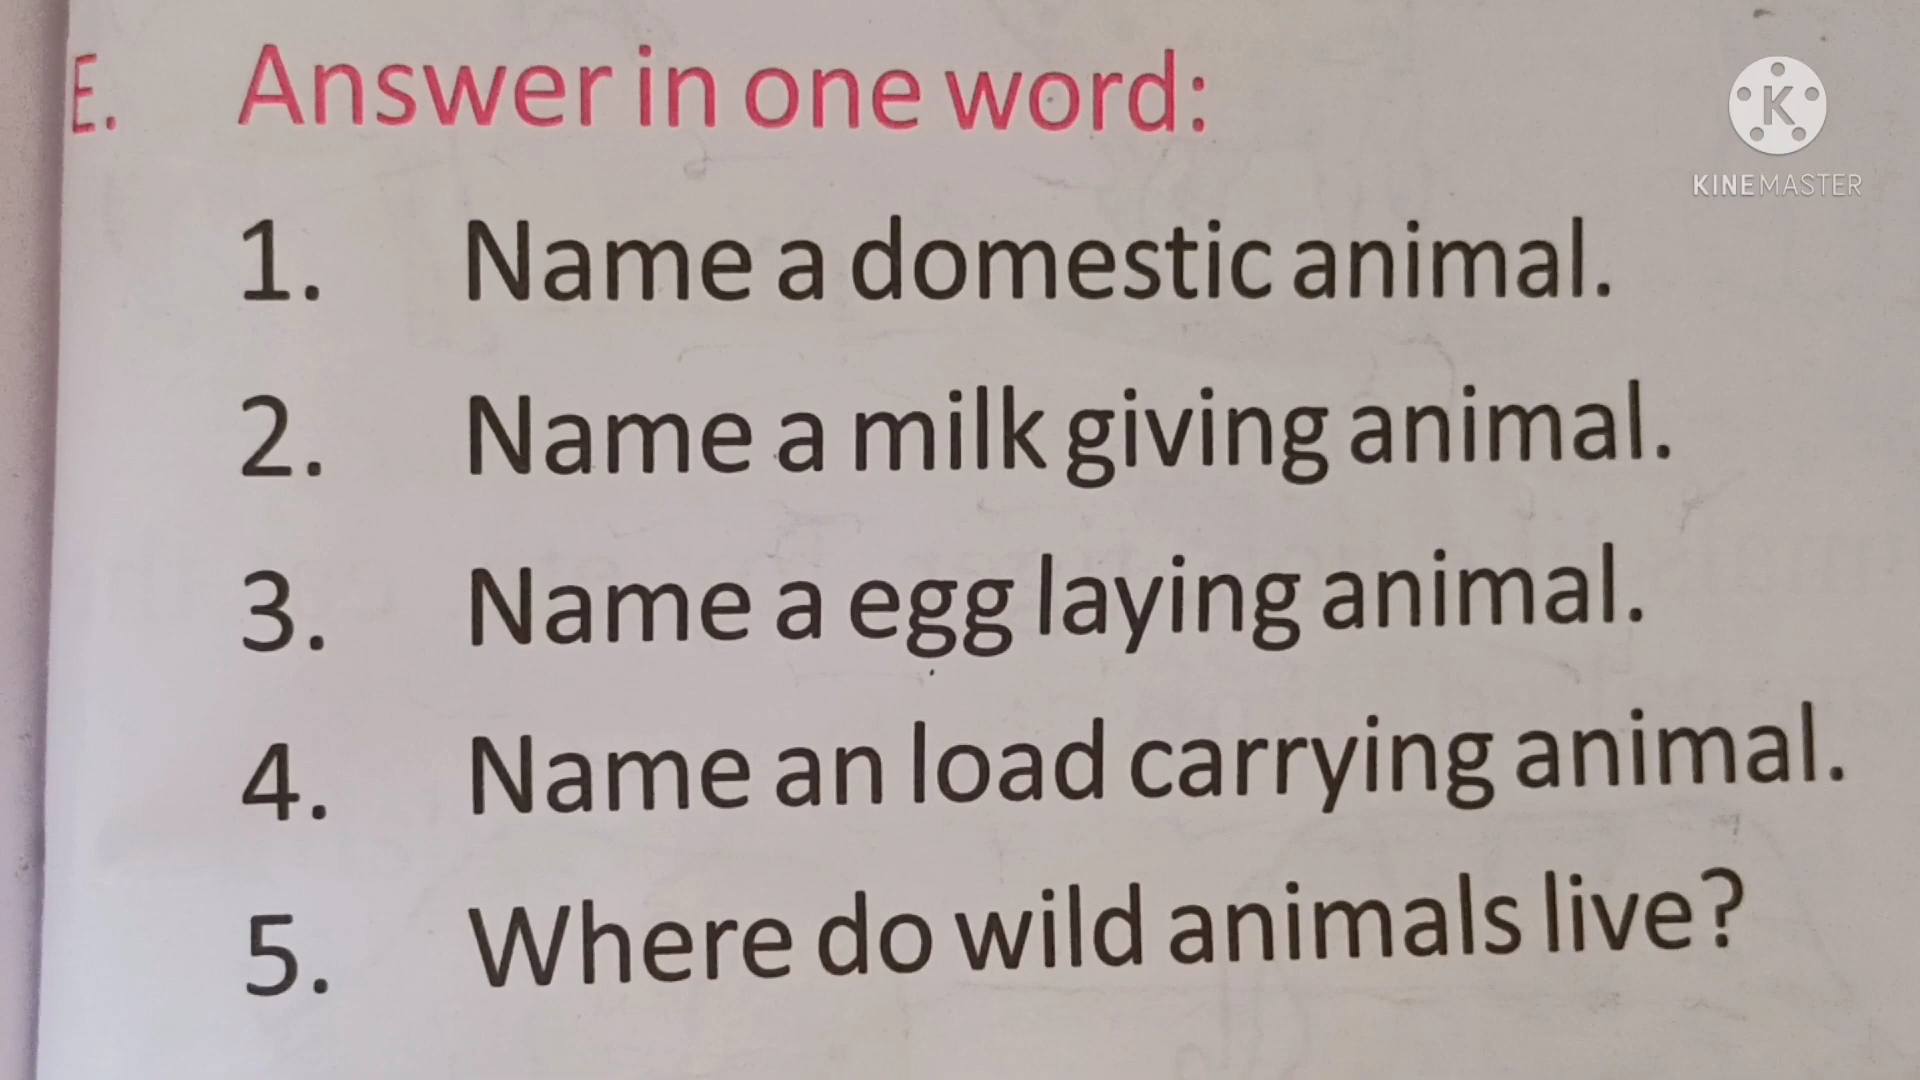 E. Answer in one word:
K
KINEMASTER
1. Name a domestic animal.
2. Name a milk giving animal.
3. Name a egg laying animal.
4. Name an load carrying animal.
5. Where do wild animals live?